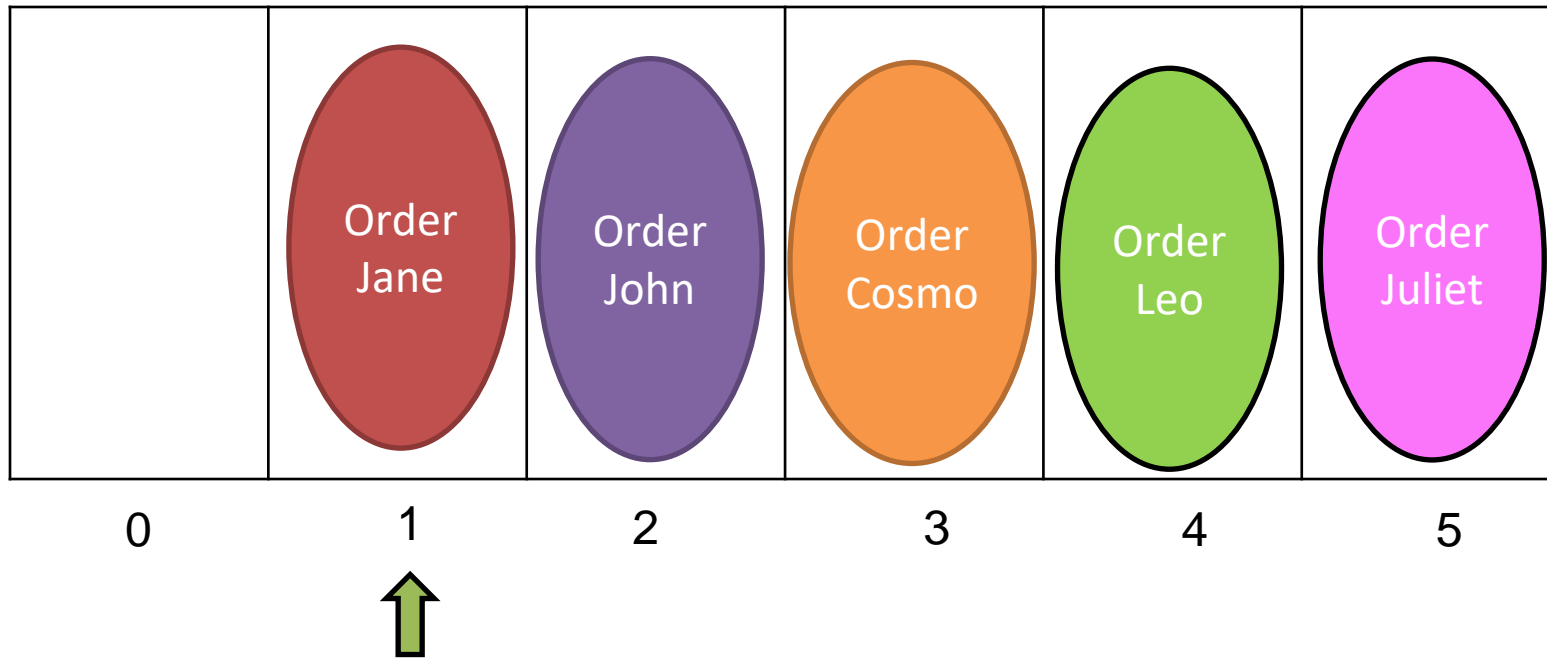 Order
Jane
Order
John
Order
Cosmo
Order
Leo
Order
Juliet
0 1 2 3 4 5